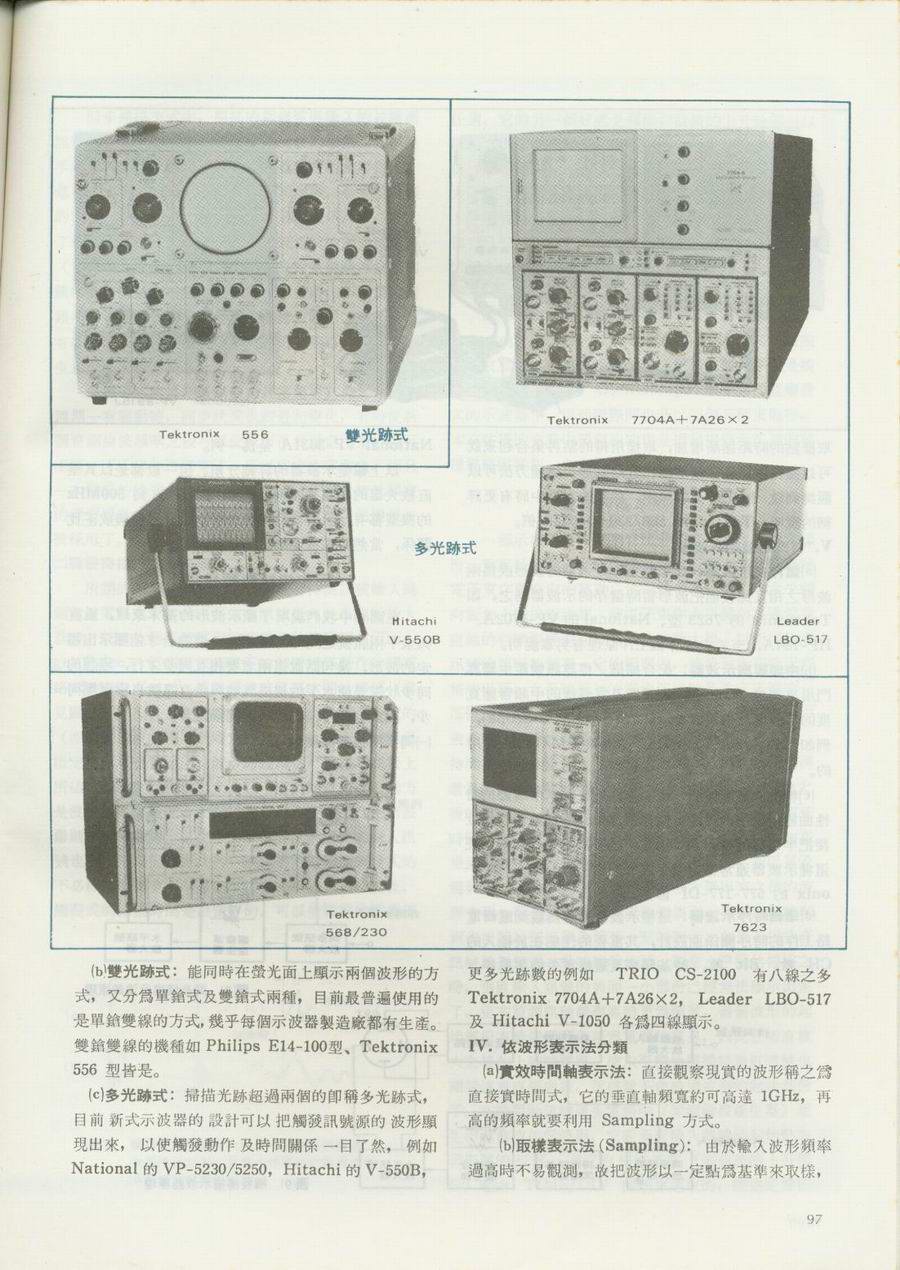 Tektronix 556
雙光跡式
Tektronix 7704A+7A26×2
多光跡式
Hitachi
V-550B
Leader
LBO-517
Tektronix
568/230
Tektronix
7623
(b)雙光跡式：能同時在螢光面上顯示兩個波形的方
式，又分爲單鎗式及雙鎗式兩種，目前最普遍使用的
是單鎗雙線的方式，幾乎每個示波器製造廠都有生產。
雙鎗雙線的機種如 Philips E14-100型、Tektronix
556 型皆是。
(c)多光跡式：掃描光跡超過兩個的卽稱多光跡式，
目前新式示波器的設計可以把觸發訊號源的波形顯
現出來，以使觸發動作及時間關係一目了然，例如
National 的 VP-5230/5250，Hitachi 的 V-550B，
更多光跡數的例如 TRIO CS-2100 有八線之多
Tektronix 7704A+7A26×2，Leader LBO-517
及 Hitachi V-1050 各爲四線顯示。
IV. 依波形表示法分類
(a)實效時間軸表示法：直接觀察現實的波形稱之爲
直接實時間式，它的垂直軸頻寬約可高達 1GHz，再
高的頻率就要利用 Sampling 方式。
(b)取樣表示法 (Sampling)：由於輸入波形頻率
過高時不易觀測，故把波形以一定點爲基準來取樣，
97